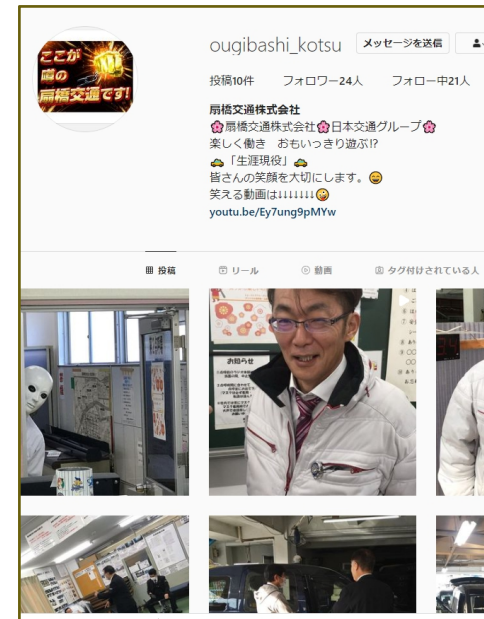 ここが
噂の
扇橋交通です!
ougibashi_kotsu メッセージを送信
投稿10件 フォロワー24人 フォロー中21人
扇橋交通株式会社
🌸扇橋交通株式会社🌸日本交通グループ🌸
楽しく働き おもいっきり遊ぶ!?
🚕「生涯現役」🚕
皆さんの笑顔を大切にします。😄
笑える動画は↓↓↓↓↓↓↓😜
youtu.be/Ey7ung9pMYw
投稿 リール 動画 タグ付けされている人
お知らせ